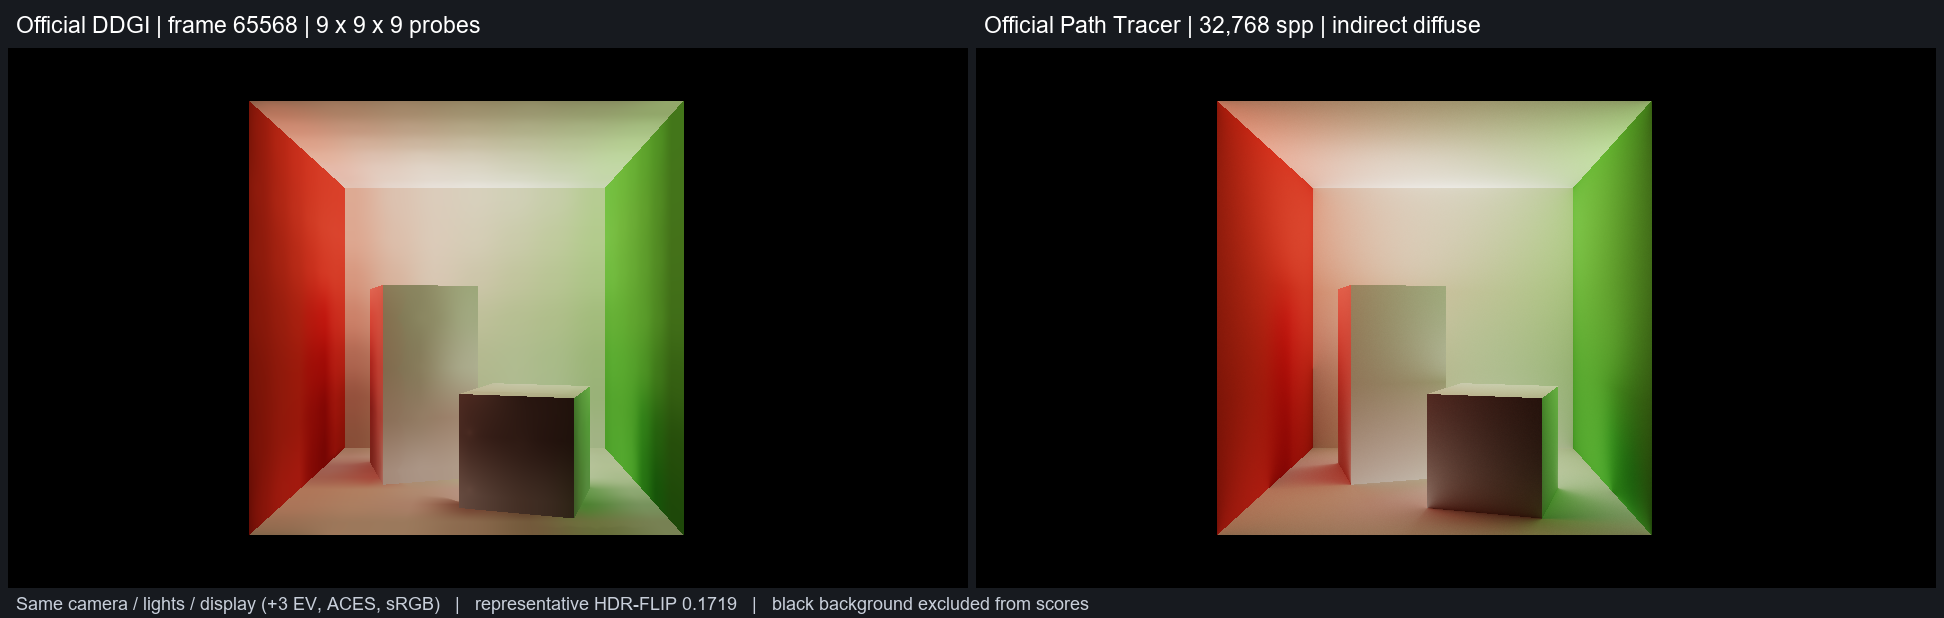 Official DDGI | frame 65568 | 9 x 9 x 9 probes
Official Path Tracer | 32,768 spp | indirect diffuse
Same camera / lights / display (+3 EV, ACES, sRGB) | representative HDR-FLIP 0.1719 | black background excluded from scores